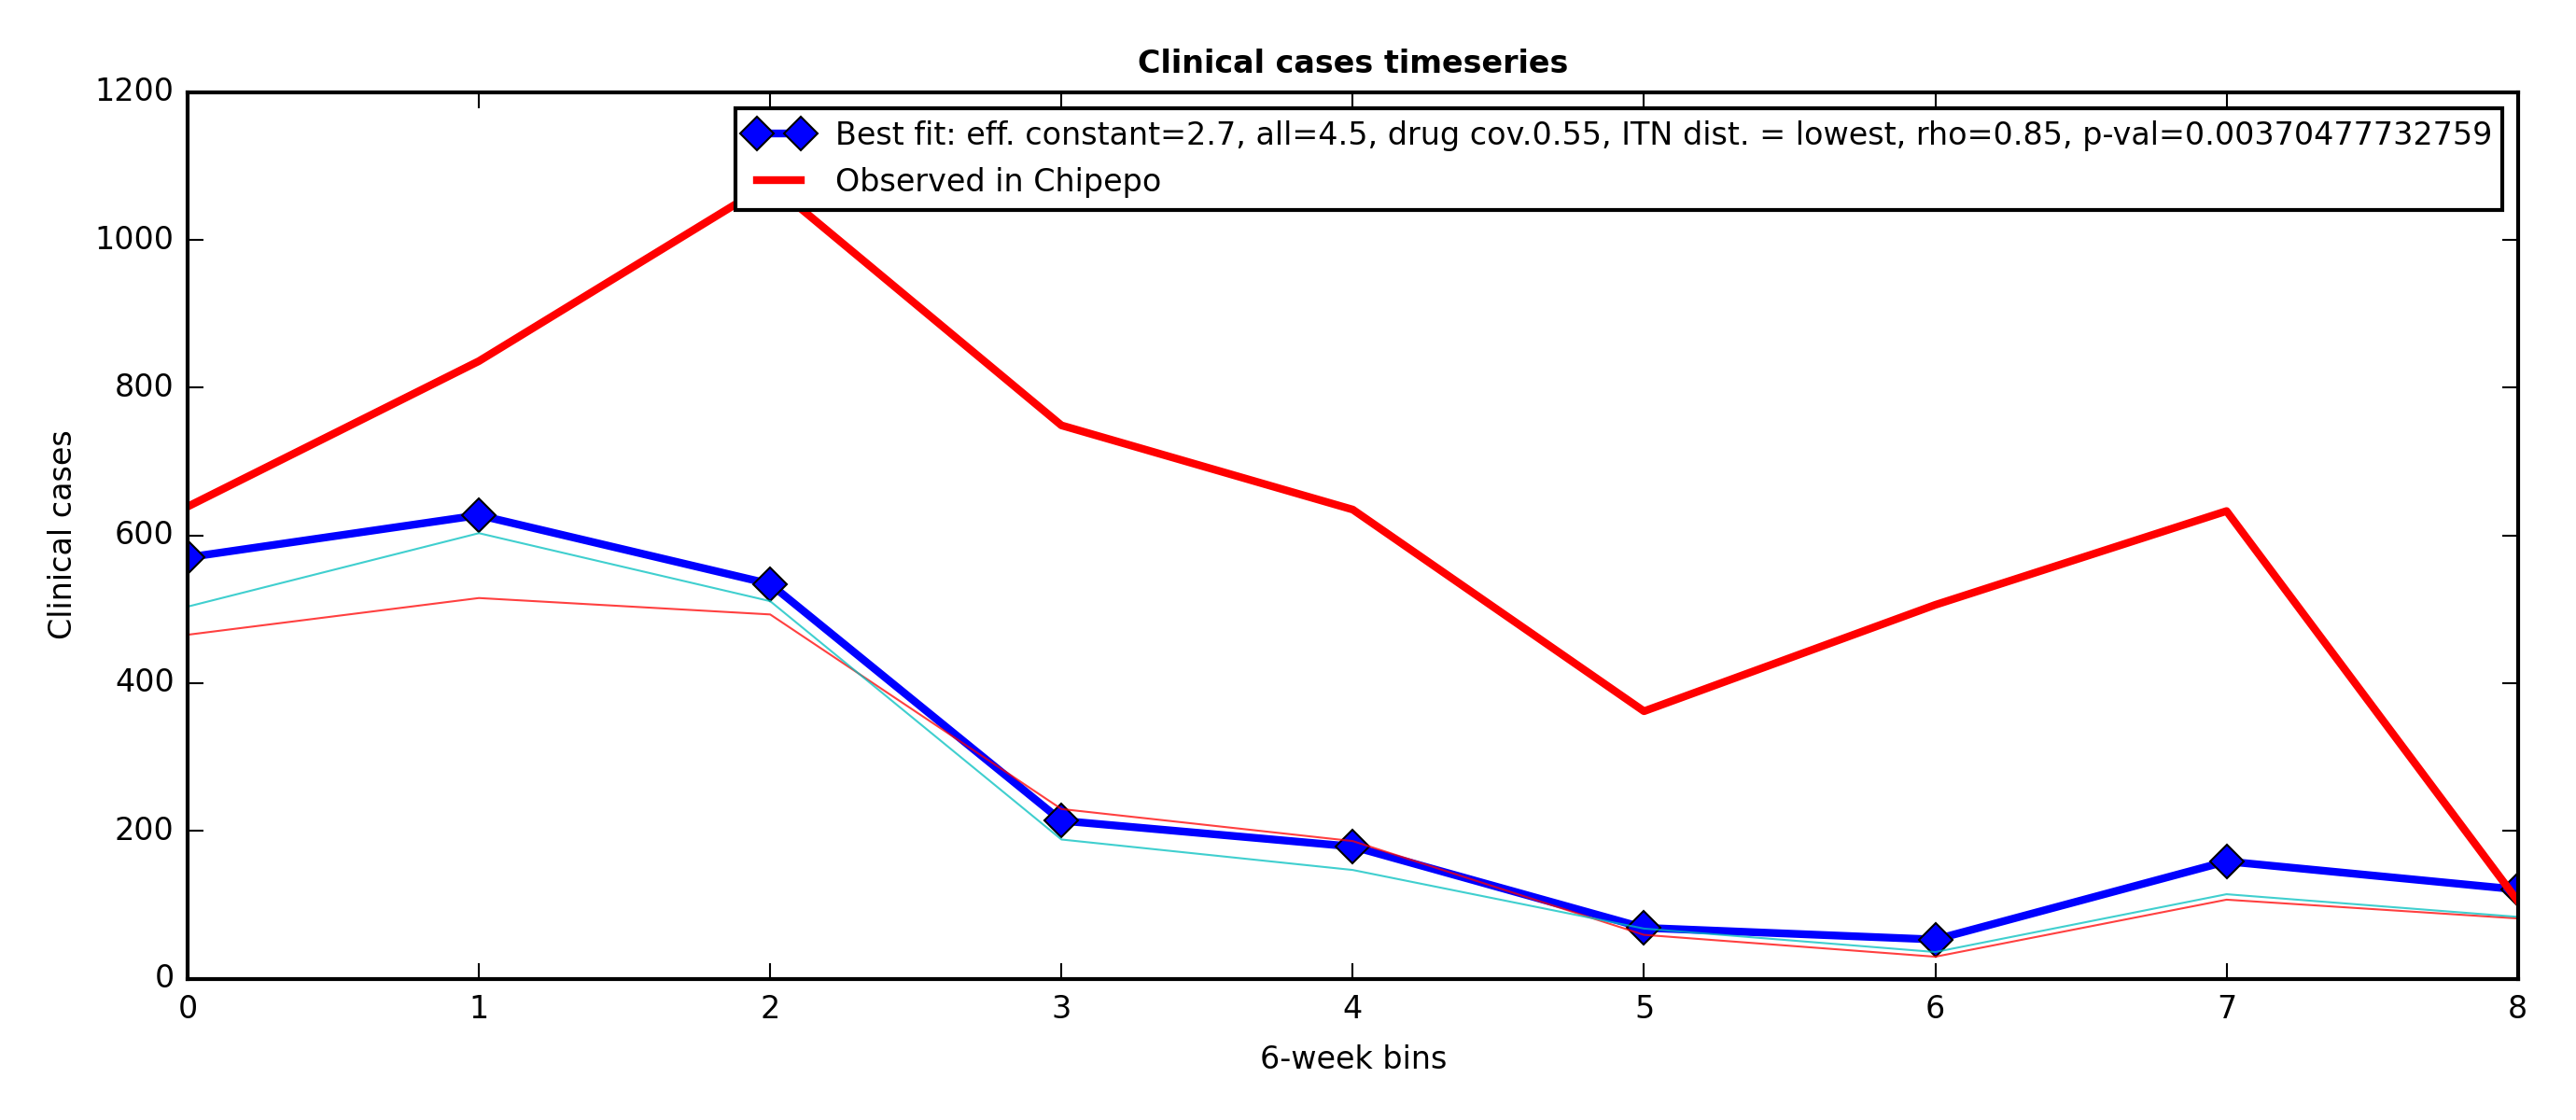 Clinical cases timeseries
1200
1000
800
600
400
200
0
Clinical cases
Best fit: eff. constant=2.7, all=4.5, drug cov.0.55, ITN dist. = lowest, rho=0.85, p-val=0.00370477732759
Observed in Chipepo
0 1 2 3 4 5 6 7 8
6-week bins